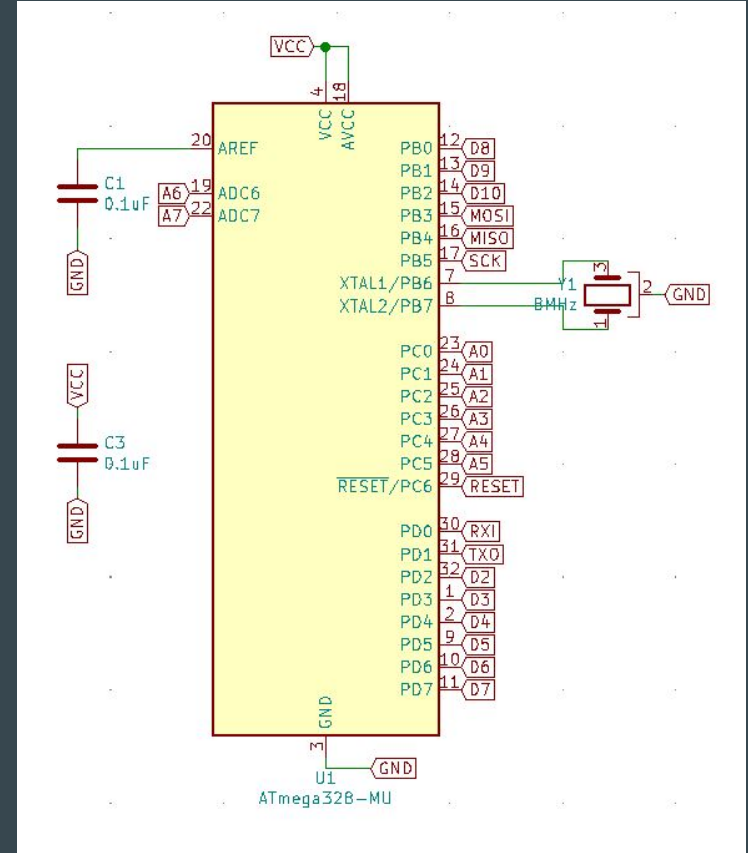 VCC
4
18
VCC
AVCC
20
AREF
C1
0.1uF
GND
A6
19
ADC6
A7
22
ADC7
PB0
12
D8
PB1
13
D9
PB2
14
D10
PB3
15
MOSI
PB4
16
MISO
PB5
17
SCK
XTAL1/PB6
7
XTAL2/PB7
8
Y1
8MHz
3
1
2
GND
PC0
23
A0
PC1
24
A1
PC2
25
A2
PC3
26
A3
PC4
27
A4
PC5
28
A5
RESET/PC6
29
RESET
VCC
C3
0.1uF
GND
PD0
30
RXI
PD1
31
TXO
PD2
32
D2
PD3
1
D3
PD4
2
D4
PD5
9
D5
PD6
10
D6
PD7
11
D7
GND
3
GND
U1
ATmega328-MU